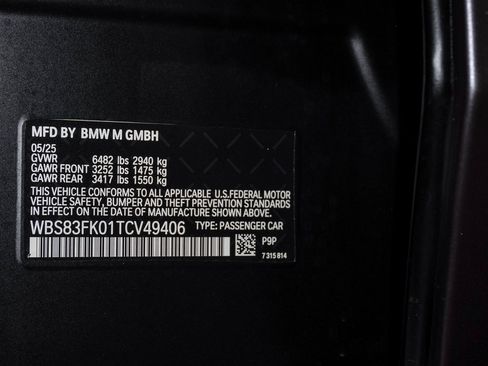 MFD BY BMW M GMBH
05/25
GVWR 6482 lbs 2940 kg
GAWR FRONT 3252 lbs 1475 kg
GAWR REAR 3417 lbs 1550 kg
THIS VEHICLE CONFORMS TO ALL APPLICABLE U.S.FEDERAL MOTOR
VEHICLE SAFETY, BUMPER, AND THEFT PREVENTION STANDARDS
IN EFFECT ON THE DATE OF MANUFACTURE SHOWN ABOVE.
WBS83FK01TCV49406 TYPE: PASSENGER CAR
P9P
7 315 814